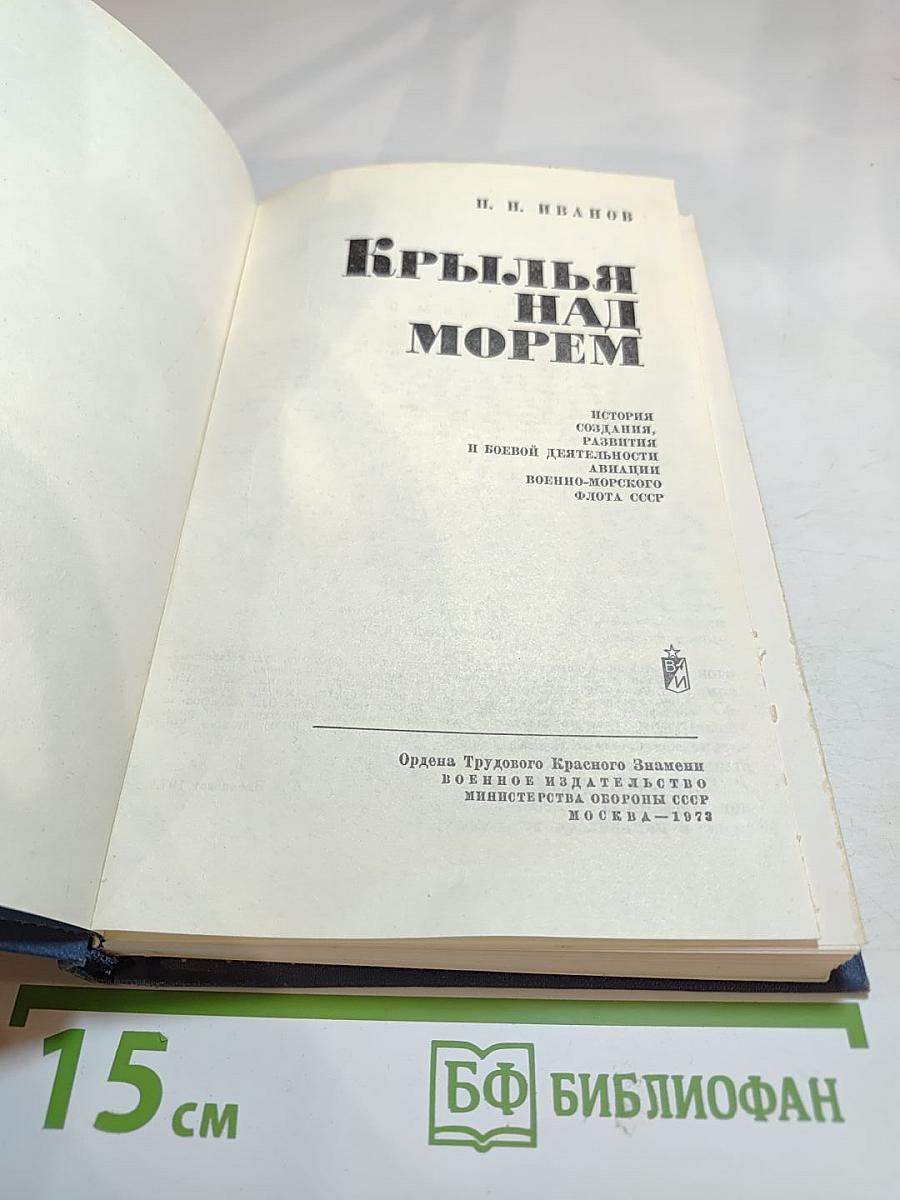 П. Н. ИВАНОВ
КРЫЛЬЯ
НАД
МОРЕМ
ИСТОРИЯ
СОЗДАНИЯ,
РАЗВИТИЯ
И БОЕВОЙ ДЕЯТЕЛЬНОСТИ
АВИАЦИИ
ВОЕННО-МОРСКОГО
ФЛОТА СССР
ВИ
Ордена Трудового Красного Знамени
ВОЕННОЕ ИЗДАТЕЛЬСТВО
МИНИСТЕРСТВА ОБОРОНЫ СССР
МОСКВА—1973
15 см
БФ БИБЛИОФАН